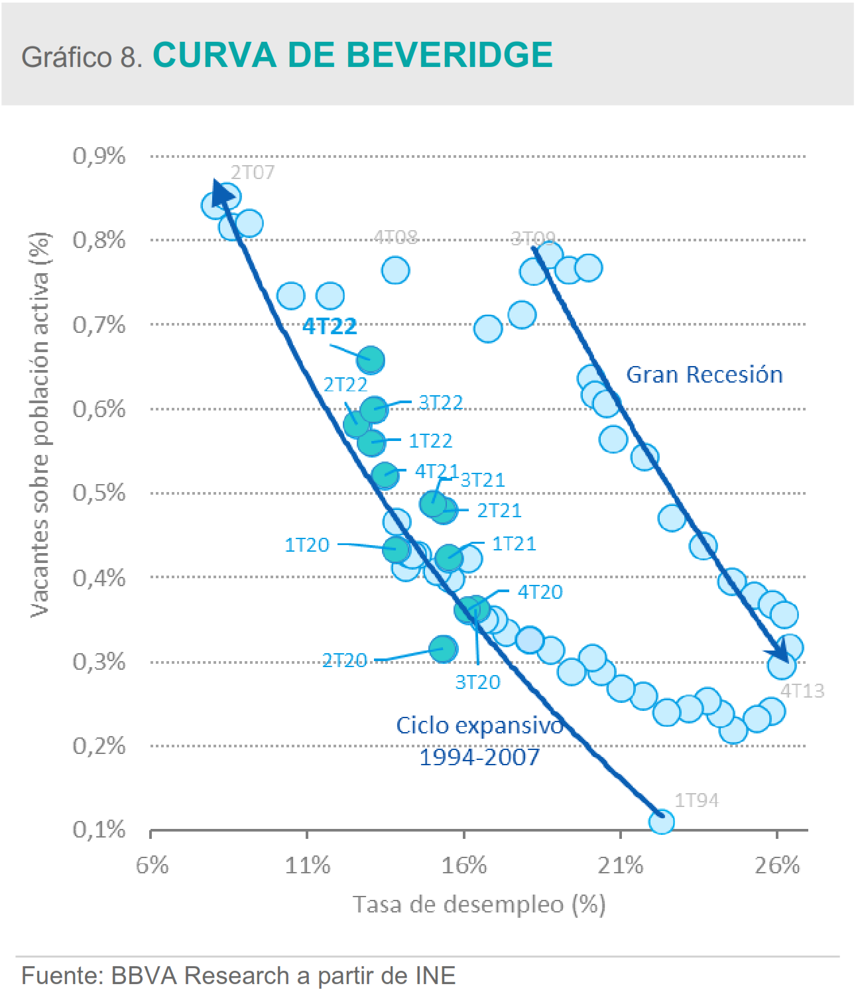 Gráfico 8. CURVA DE BEVERIDGE
Vacantes sobre población activa (%)
0,9%
0,8%
0,7%
0,6%
0,5%
0,4%
0,3%
0,2%
0,1%
2T07
4T08
3T09
4T22
2T22
3T22
Gran Recesión
1T22
4T21
3T21
2T21
1T20
1T21
4T20
2T20
3T20
4T13
Ciclo expansivo
1994-2007
1T94
6%
11%
16%
21%
26%
Tasa de desempleo (%)
Fuente: BBVA Research a partir de INE